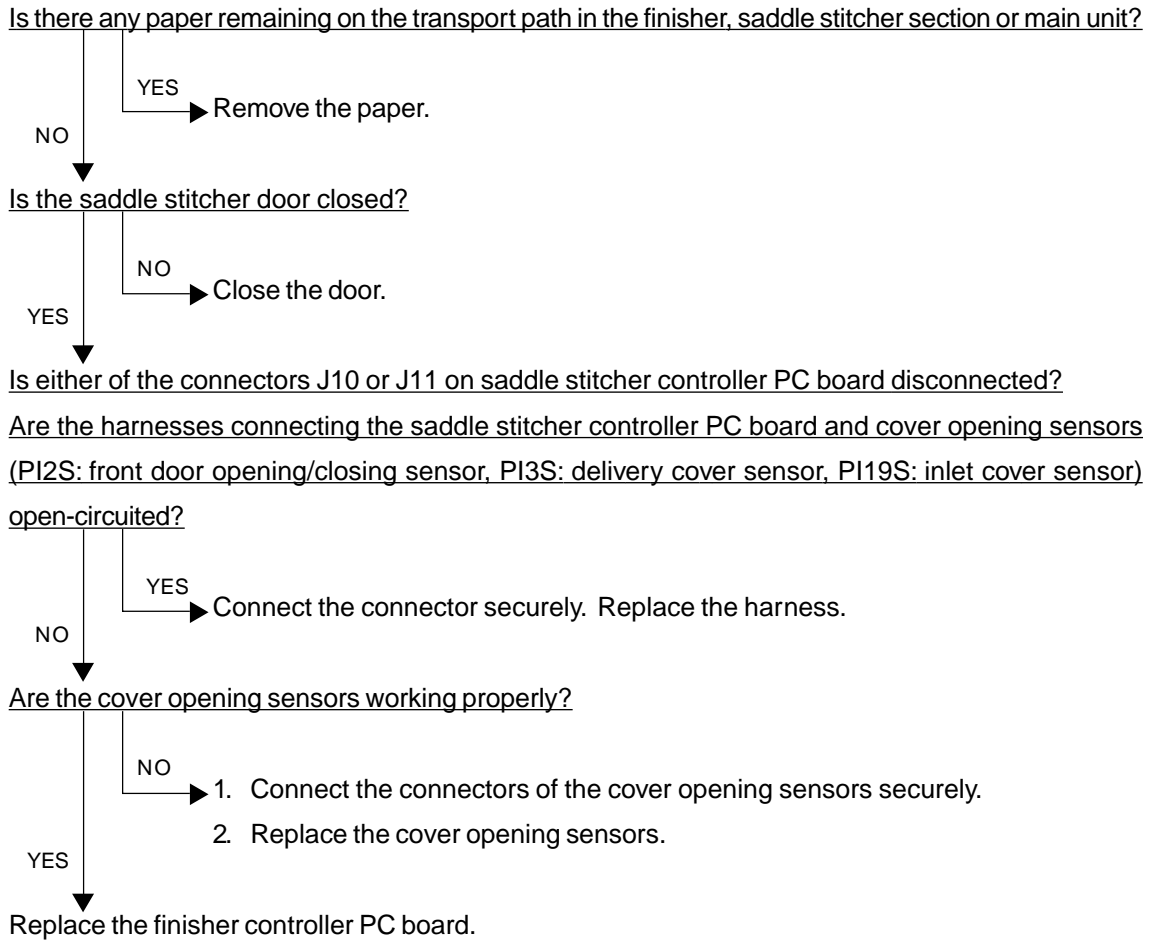 Is there any paper remaining on the transport path in the finisher, saddle stitcher section or main unit?
YES
Remove the paper.
NO
Is the saddle stitcher door closed?
NO
Close the door.
YES
Is either of the connectors J10 or J11 on saddle stitcher controller PC board disconnected?
Are the harnesses connecting the saddle stitcher controller PC board and cover opening sensors
(PI2S: front door opening/closing sensor, PI3S: delivery cover sensor, PI19S: inlet cover sensor)
open-circuited?
YES
Connect the connector securely. Replace the harness.
NO
Are the cover opening sensors working properly?
NO
1. Connect the connectors of the cover opening sensors securely.
2. Replace the cover opening sensors.
YES
Replace the finisher controller PC board.